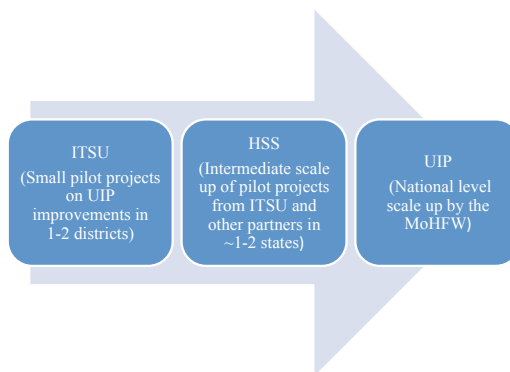 ITSU
(Small pilot projects
on UIP
improvements in
1-2 districts)
HSS
(Intermediate scale
up of pilot projects
from ITSU and
other partners in
~1-2 states)
UIP
(National level
scale up by the
MoHFW)